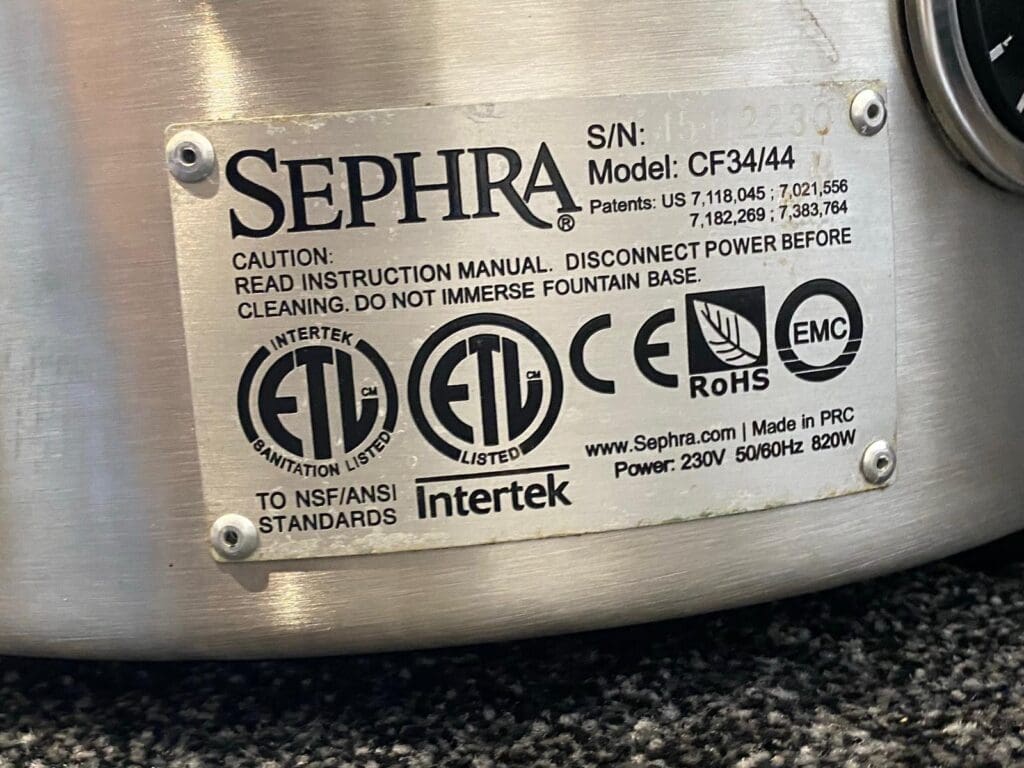 SEPHRA®
S/N:
Model: CF34/44
Patents: US 7,118,045 ; 7,021,556
7,182,269 ; 7,383,764
CAUTION:
READ INSTRUCTION MANUAL. DISCONNECT POWER BEFORE
CLEANING. DO NOT IMMERSE FOUNTAIN BASE.
INTERTEK
ETL CM
SANITATION LISTED
TO NSF/ANSI
STANDARDS
ETL CM
LISTED
Intertek
CE
RoHS
EMC
www.Sephra.com | Made in PRC
Power: 230V 50/60Hz 820W